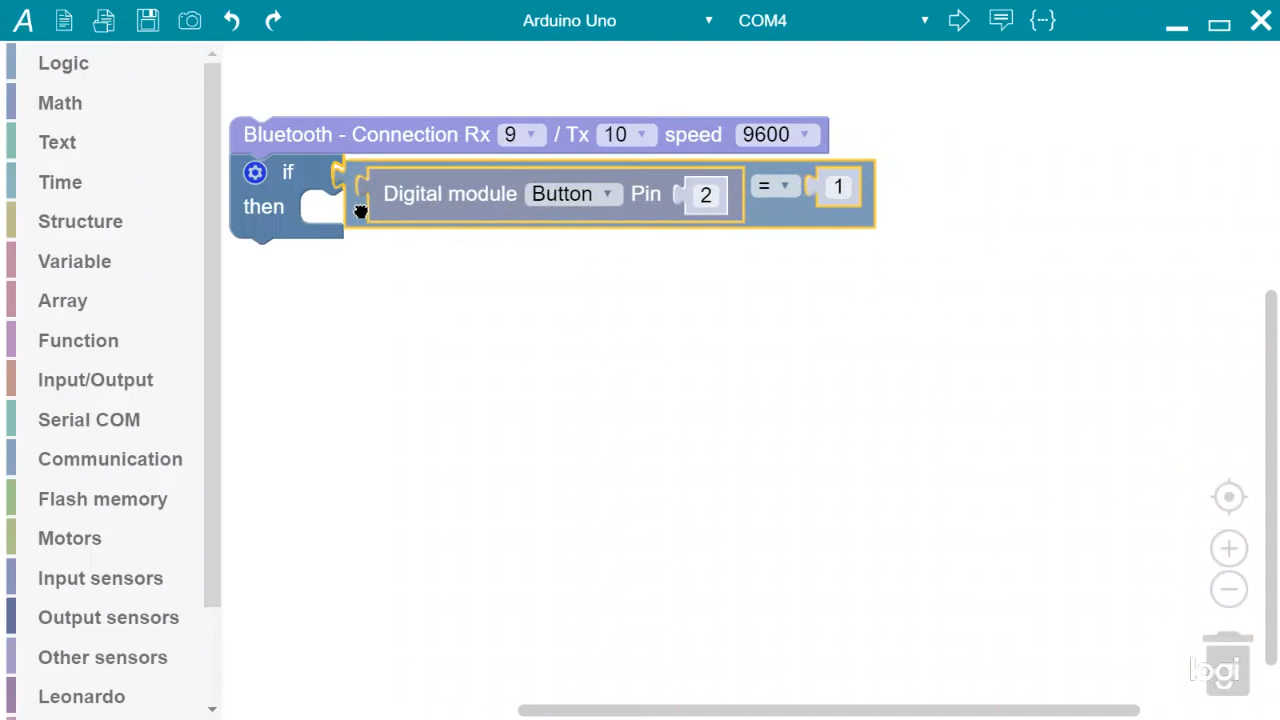 A
Arduino Uno
COM4
Logic
Math
Text
Time
Structure
Variable
Array
Function
Input/Output
Serial COM
Communication
Flash memory
Motors
Input sensors
Output sensors
Other sensors
Leonardo
Bluetooth - Connection Rx 9 / Tx 10 speed 9600
if Digital module Button Pin 2 = 1
then
logi